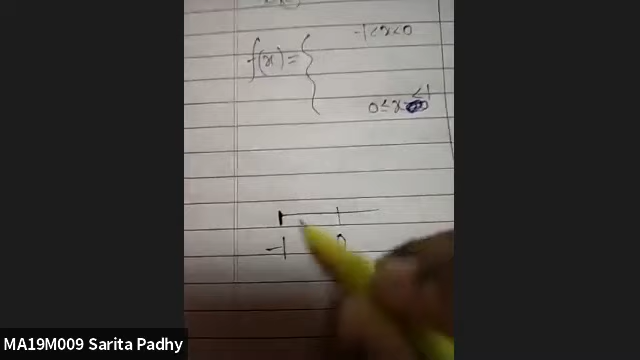 -1<x<0
f(x) = {
0≤x<1
-1 0
MA19M009 Sarita Padhy